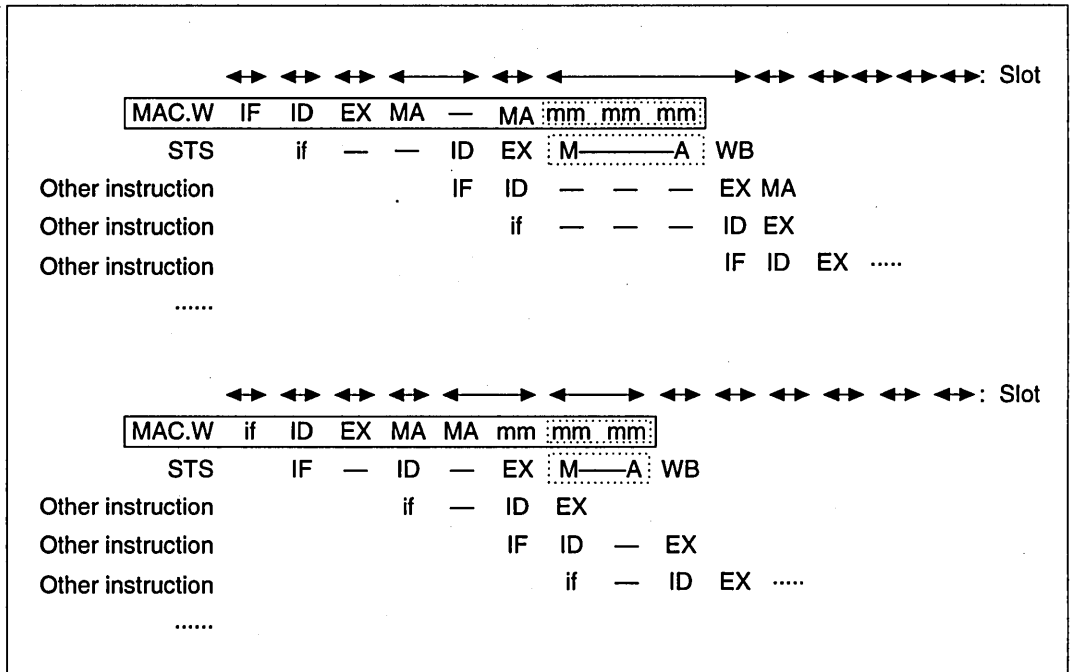 : Slot
MAC.W IF ID EX MA — MA mm mm mm
STS if — — ID EX M———A WB
Other instruction IF ID — — — EX MA
Other instruction if — — — ID EX
Other instruction IF ID EX .....
......
: Slot
MAC.W if ID EX MA MA mm mm mm
STS IF — ID — EX M——A WB
Other instruction if — ID EX
Other instruction IF ID — EX
Other instruction if — ID EX .....
......